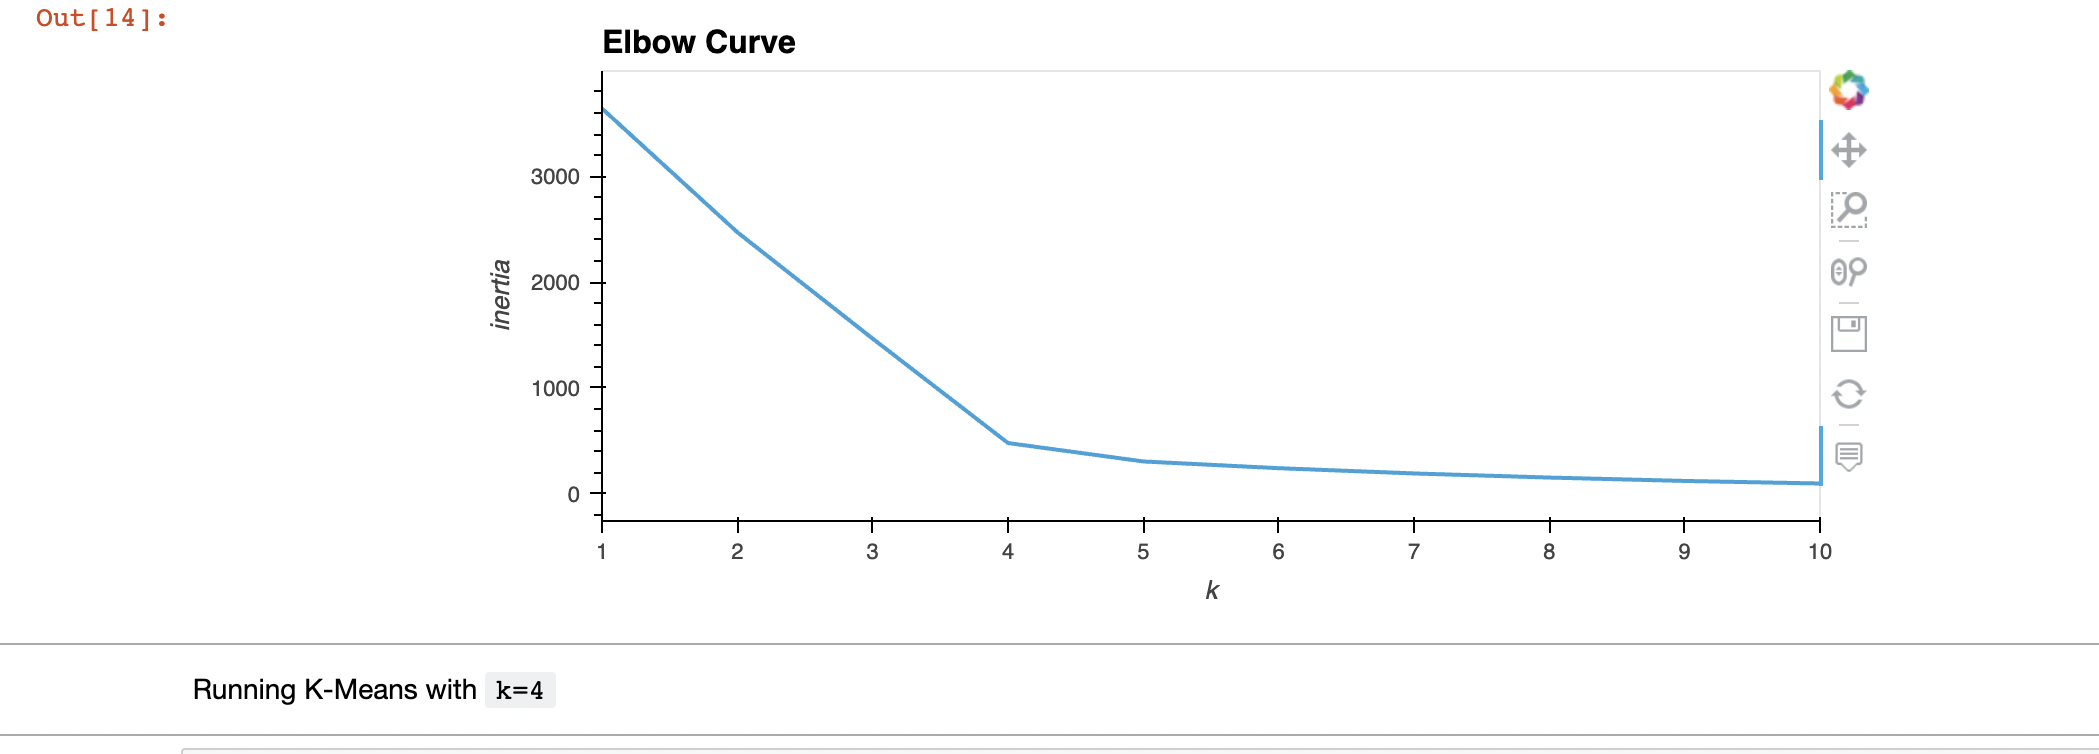 Out[14]:
Elbow Curve
3000
2000
1000
0
inertia
1 2 3 4 5 6 7 8 9 10
k
Running K-Means with k=4